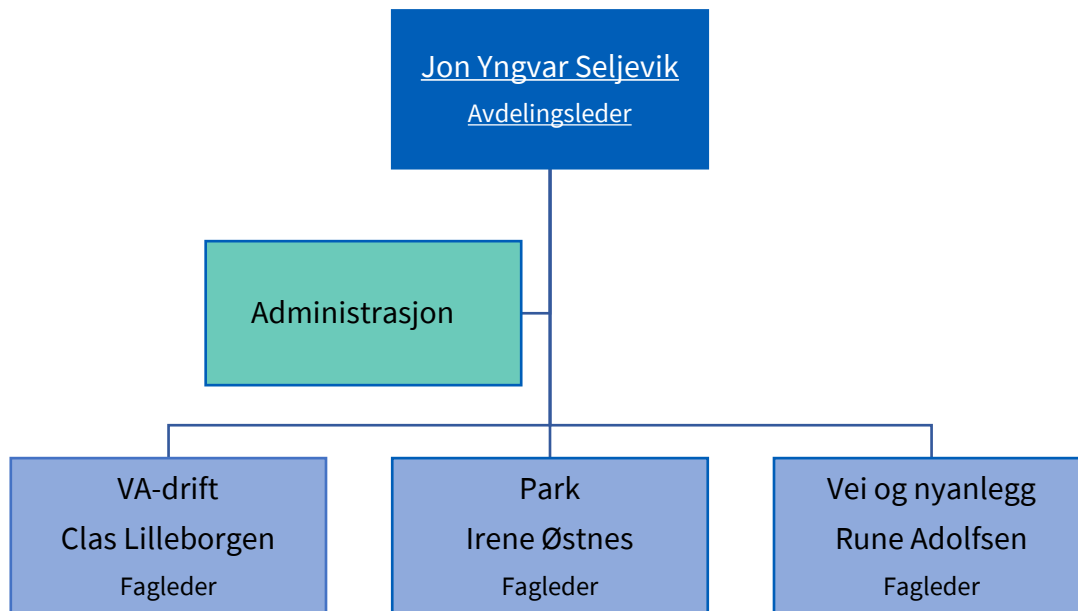 Jon Yngvar Seljevik
Avdelingsleder
Administrasjon
VA-drift
Clas Lilleborgen
Fagleder
Park
Irene Østnes
Fagleder
Vei og nyanlegg
Rune Adolfsen
Fagleder